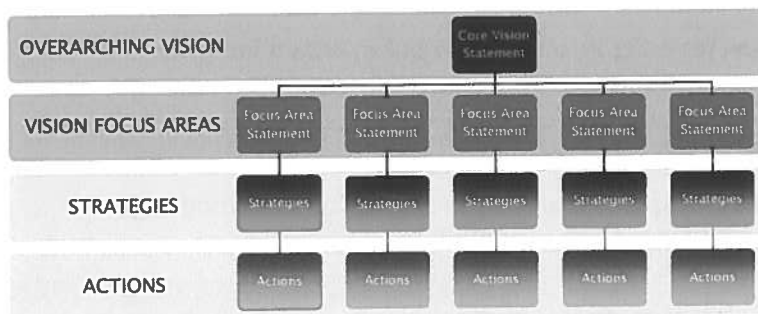 OVERARCHING VISION
Core Vision
Statement
VISION FOCUS AREAS
Focus Area
Statement
Focus Area
Statement
Focus Area
Statement
Focus Area
Statement
Focus Area
Statement
STRATEGIES
Strategies
Strategies
Strategies
Strategies
Strategies
ACTIONS
Actions
Actions
Actions
Actions
Actions